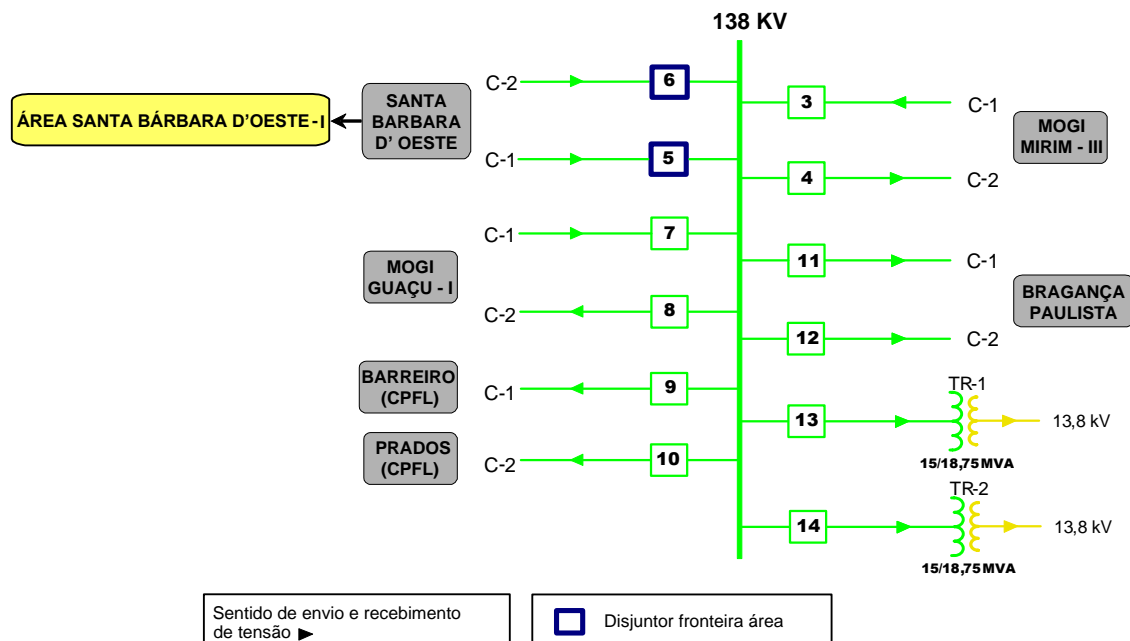 138 KV
C-2
6
SANTA
BARBARA
D' OESTE
ÁREA SANTA BÁRBARA D'OESTE-I
C-1
5
C-1
7
MOGI
GUAÇU - I
C-2
8
BARREIRO
(CPFL)
C-1
9
PRADOS
(CPFL)
C-2
10
3
C-1
MOGI
MIRIM - III
4
C-2
11
C-1
BRAGANÇA
PAULISTA
12
C-2
TR-1
13
13,8 kV
15/18,75MVA
TR-2
14
13,8 kV
15/18,75MVA
Sentido de envio e recebimento
de tensão
Disjuntor fronteira área